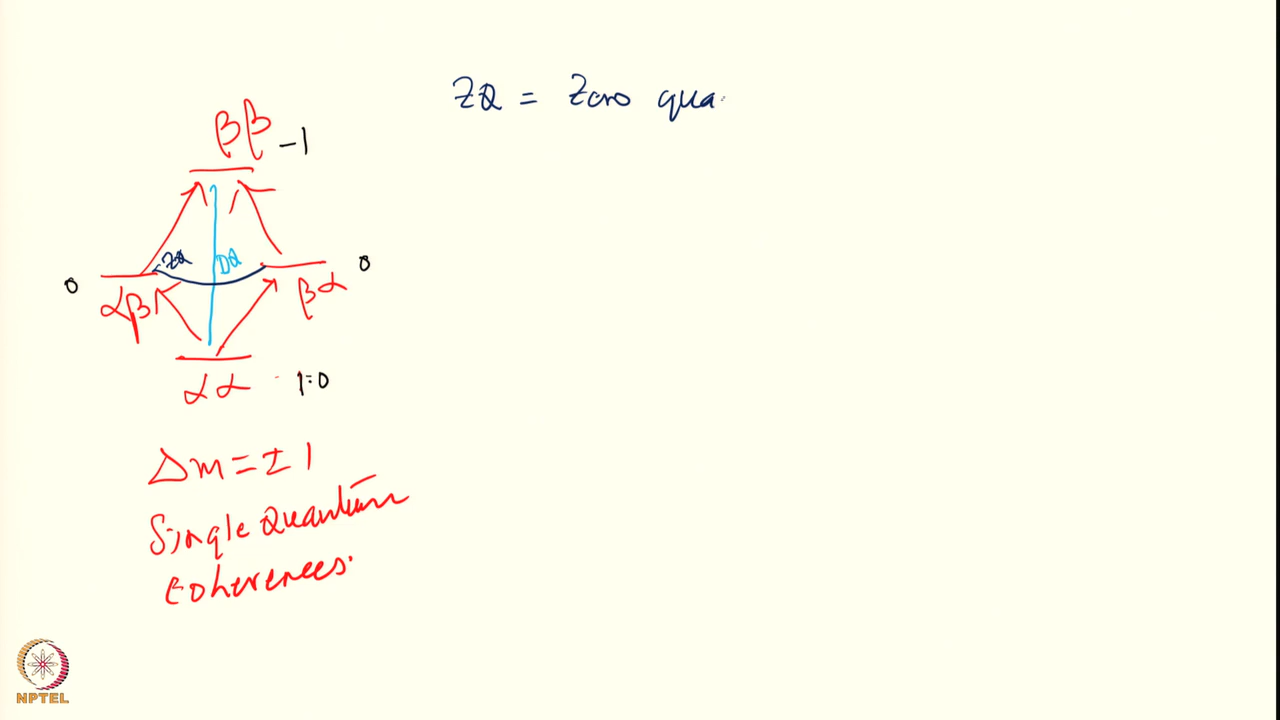 ZQ = Zero qua
ββ -1
ZQ DQ
0 αβ βα 0
αα 1.0
Δm = ± 1
Single Quantum
Coherences.
NPTEL